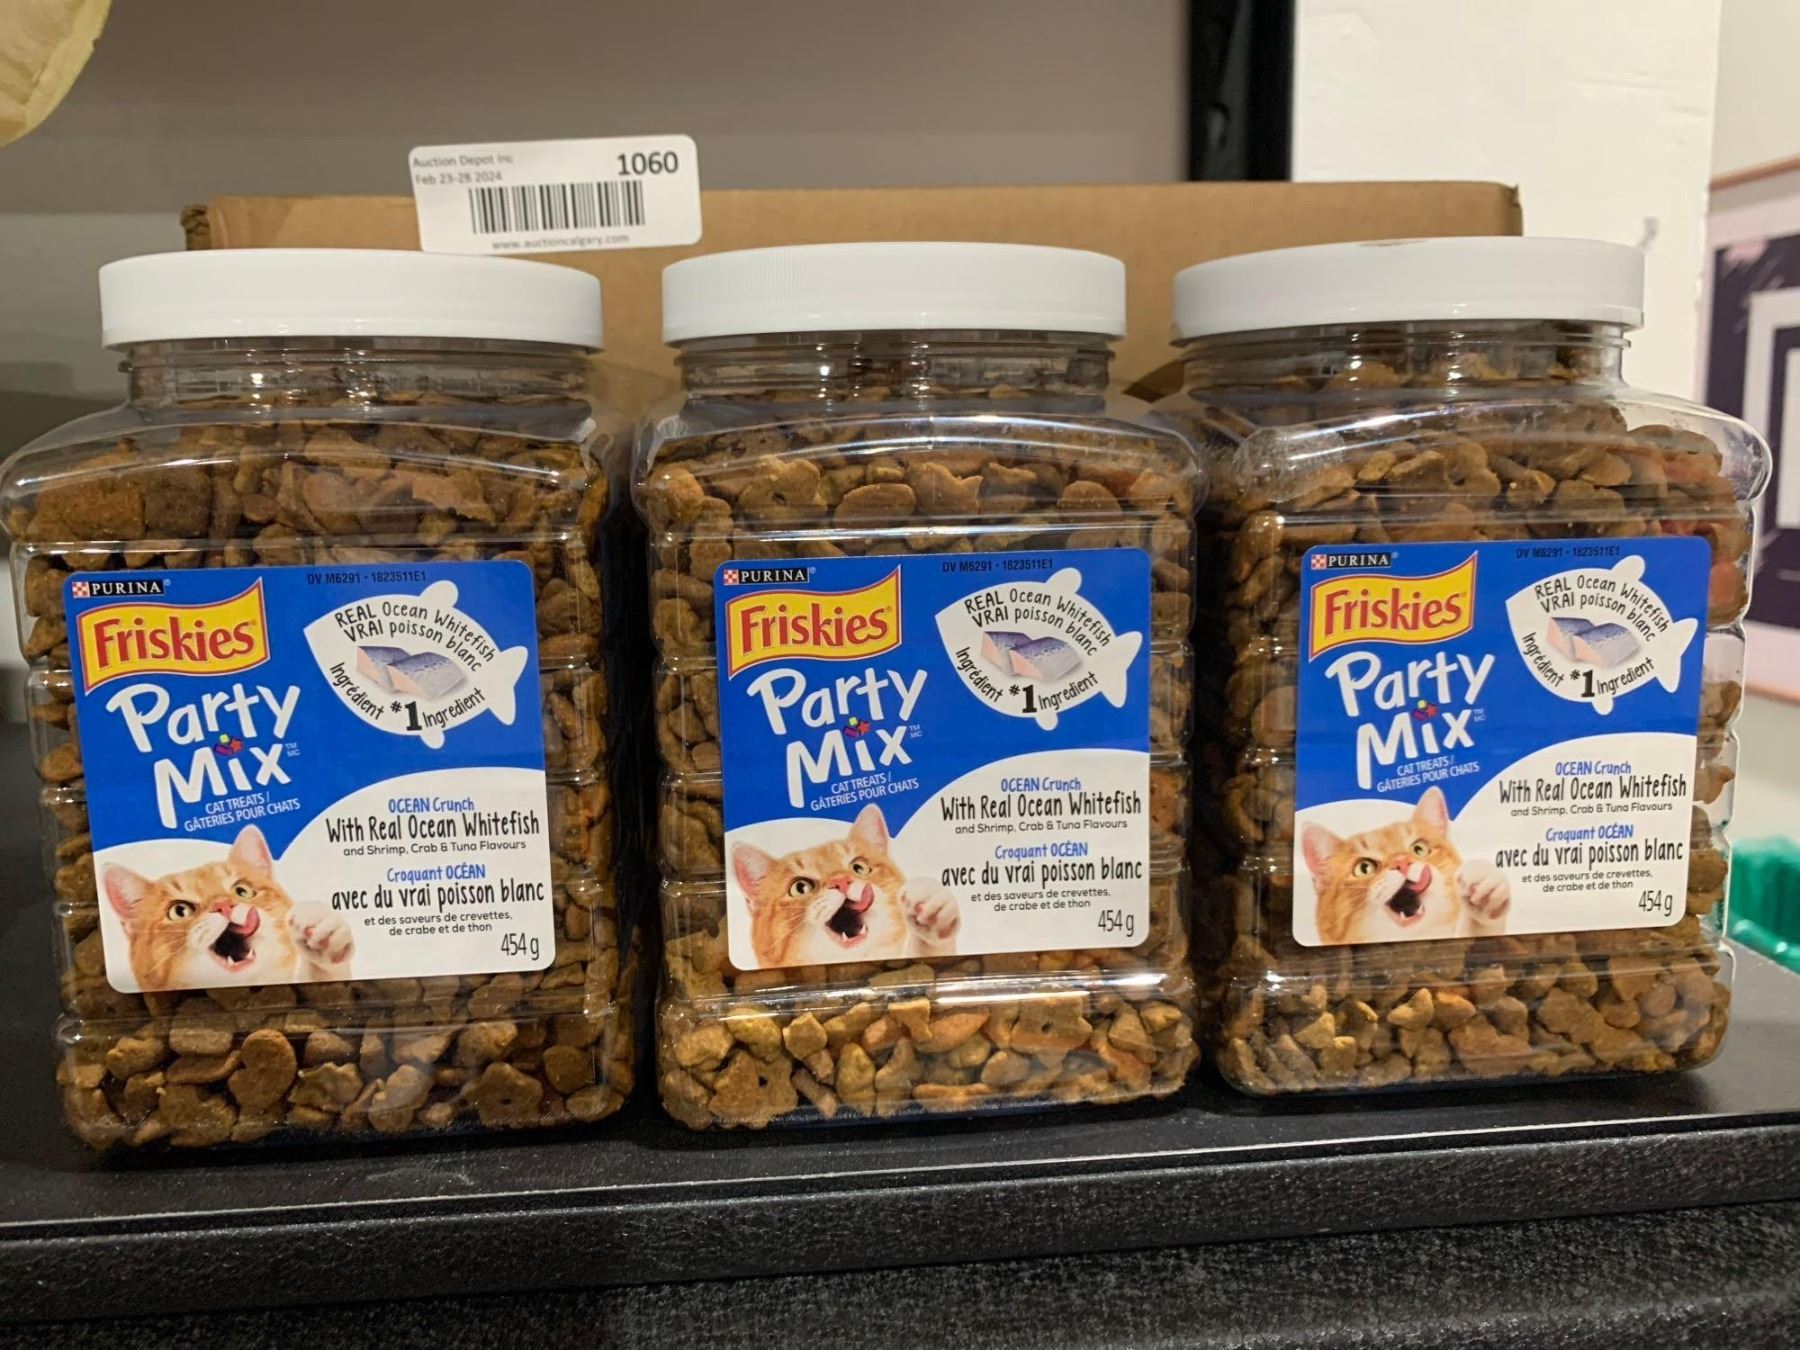 Auction Depot Inc
1060
Feb 23-28 2024
www.auctioncalgary.com
PURINA
DV M6291 - 1823511E1
Friskies
REAL Ocean Whitefish
VRAI poisson blanc
Ingrédient #1 Ingredient
Party
Mix TM MC
CAT TREATS /
GÂTERIES POUR CHATS
OCEAN Crunch
With Real Ocean Whitefish
and Shrimp, Crab & Tuna Flavours
Croquant OCÉAN
avec du vrai poisson blanc
et des saveurs de crevettes,
de crabe et de thon
454 g
PURINA
DV M6291 - 1823511E1
Friskies
REAL Ocean Whitefish
VRAI poisson blanc
Ingrédient #1 Ingredient
Party
Mix TM MC
CAT TREATS /
GÂTERIES POUR CHATS
OCEAN Crunch
With Real Ocean Whitefish
and Shrimp, Crab & Tuna Flavours
Croquant OCÉAN
avec du vrai poisson blanc
et des saveurs de crevettes,
de crabe et de thon
454 g
PURINA
DV M6291 - 1823511E1
Friskies
REAL Ocean Whitefish
VRAI poisson blanc
Ingrédient #1 Ingredient
Party
Mix TM MC
CAT TREATS /
GÂTERIES POUR CHATS
OCEAN Crunch
With Real Ocean Whitefish
and Shrimp, Crab & Tuna Flavours
Croquant OCÉAN
avec du vrai poisson blanc
et des saveurs de crevettes,
de crabe et de thon
454 g